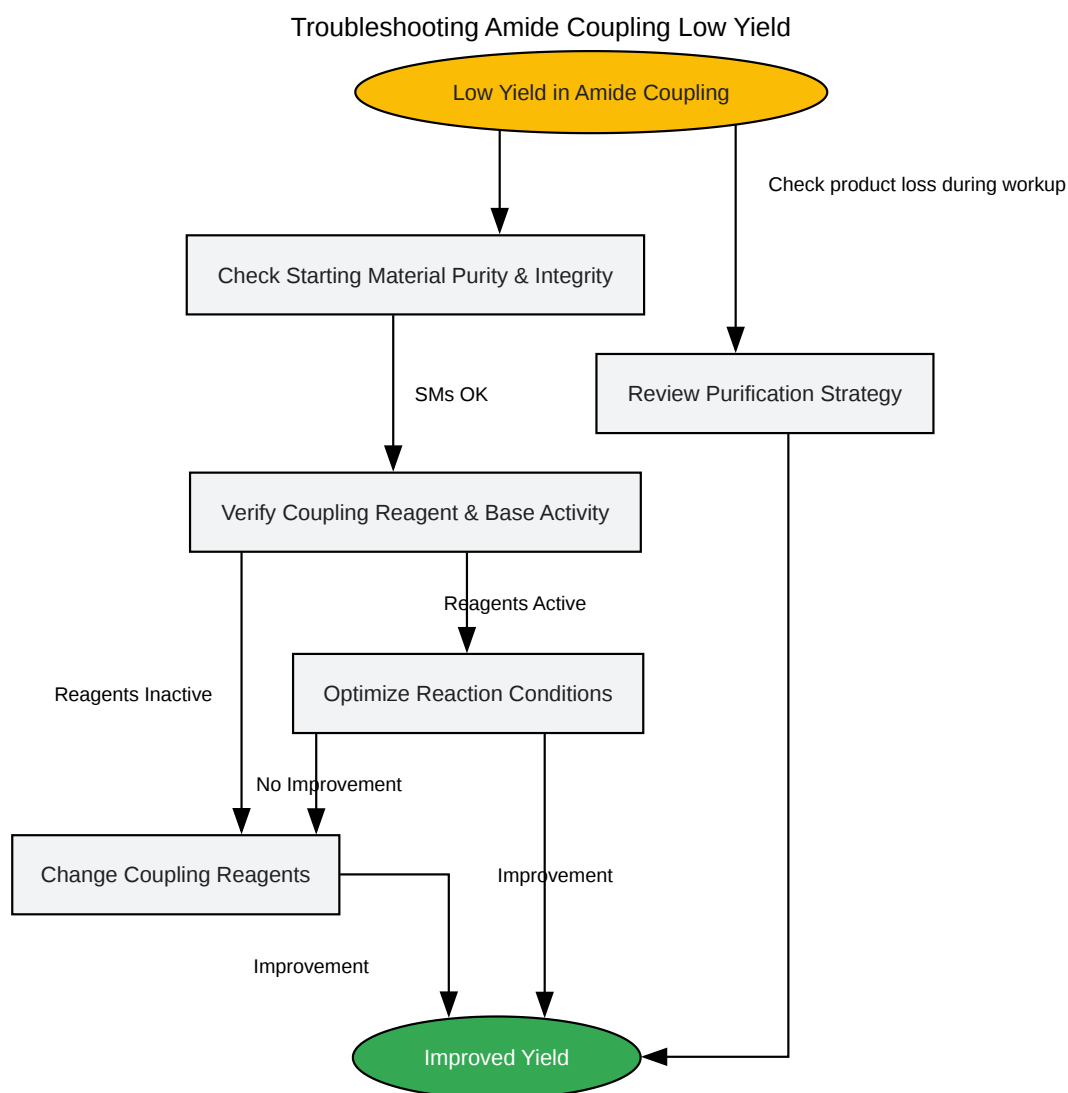 Troubleshooting Amide Coupling Low Yield
Low Yield in Amide Coupling
Check product loss during workup
Check Starting Material Purity & Integrity
Review Purification Strategy
SMs OK
Verify Coupling Reagent & Base Activity
Reagents Active
Reagents Inactive
Optimize Reaction Conditions
No Improvement
Change Coupling Reagents
Improvement
Improvement
Improved Yield